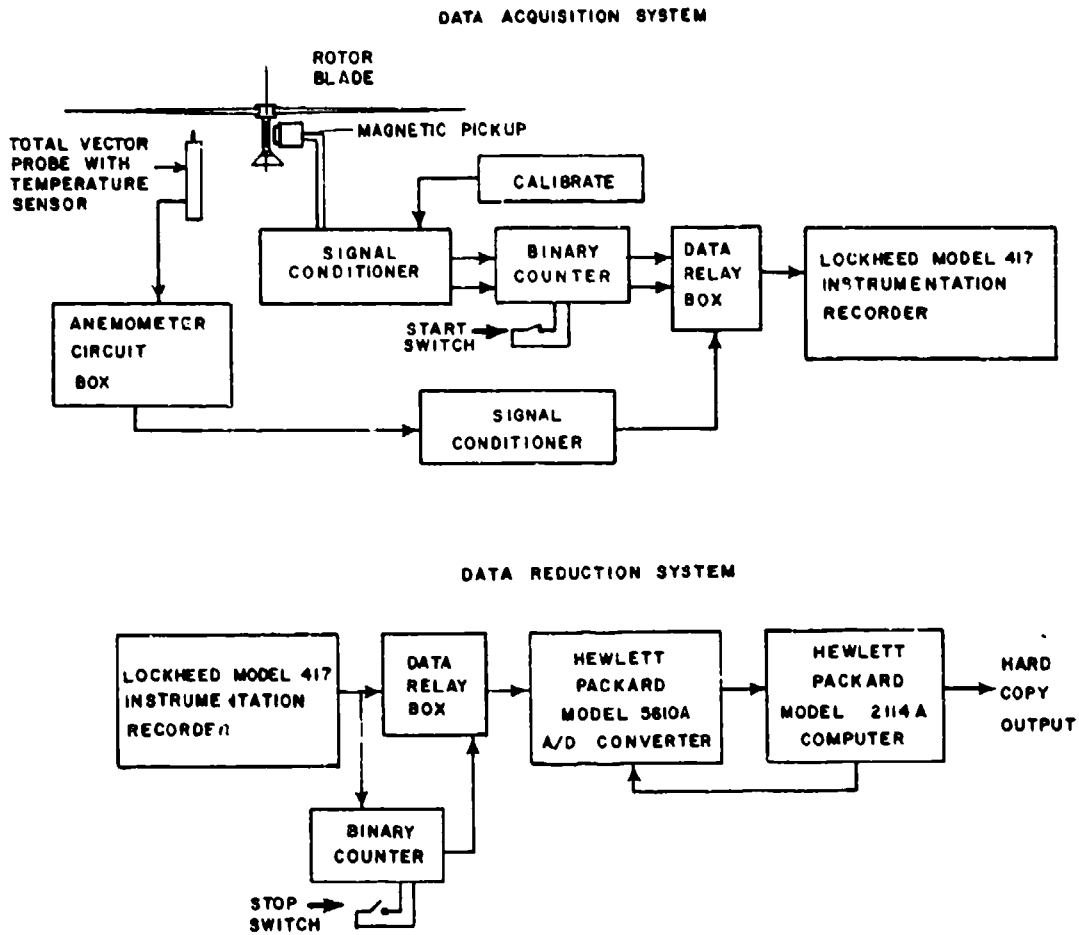 DATA ACQUISITION SYSTEM
ROTOR
BLADE
MAGNETIC PICKUP
TOTAL VECTOR
PROBE WITH
TEMPERATURE
SENSOR
CALIBRATE
SIGNAL
CONDITIONER
BINARY
COUNTER
DATA
RELAY
BOX
LOCKHEED MODEL 417
INSTRUMENTATION
RECORDER
START
SWITCH
ANEMOMETER
CIRCUIT
BOX
SIGNAL
CONDITIONER
DATA REDUCTION SYSTEM
LOCKHEED MODEL 417
INSTRUMENTATION
RECORDER
DATA
RELAY
BOX
HEWLETT
PACKARD
MODEL 5610A
A/D CONVERTER
HEWLETT
PACKARD
MODEL 2114A
COMPUTER
HARD
COPY
OUTPUT
BINARY
COUNTER
STOP
SWITCH